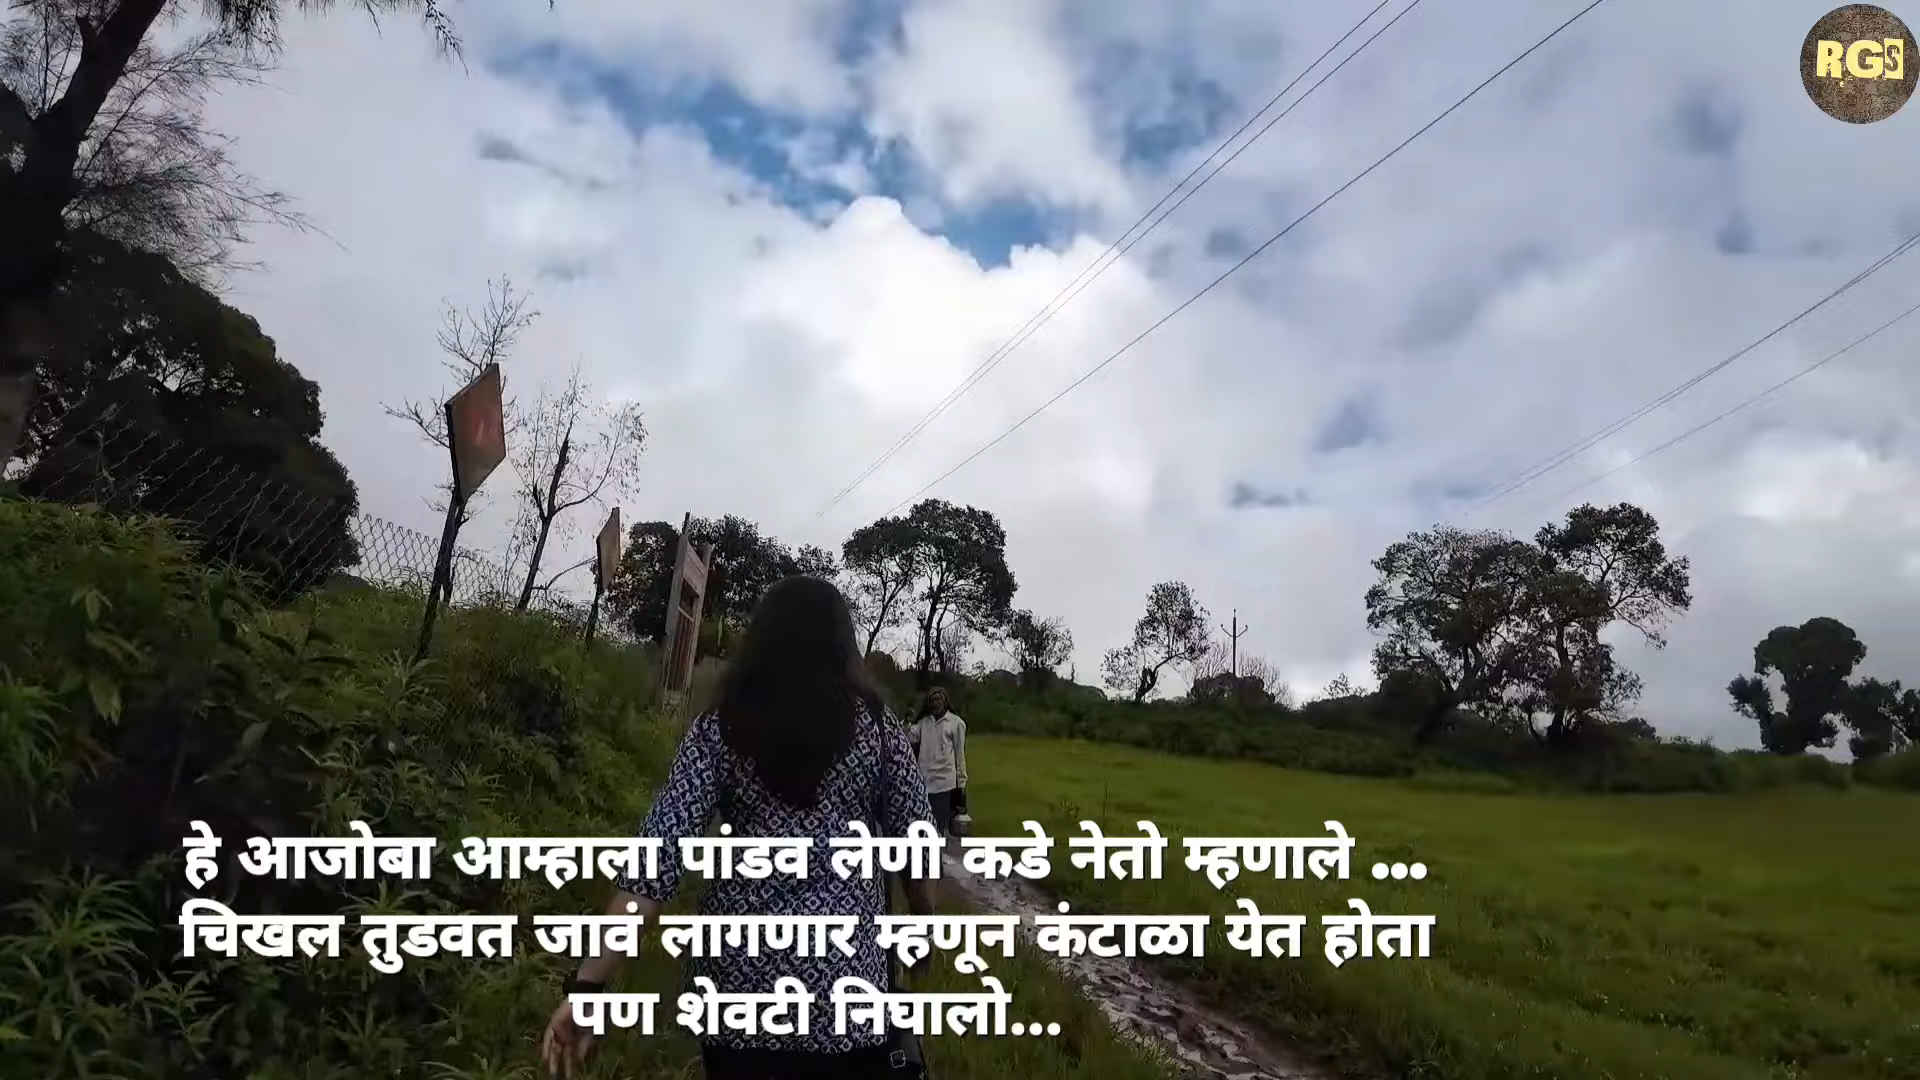 RGS
हे आजोबा आम्हाला पांडव लेणी कडे नेतो म्हणाले ...
चिखल तुडवत जावं लागणार म्हणून कंटाळा येत होता
पण शेवटी निघालो...